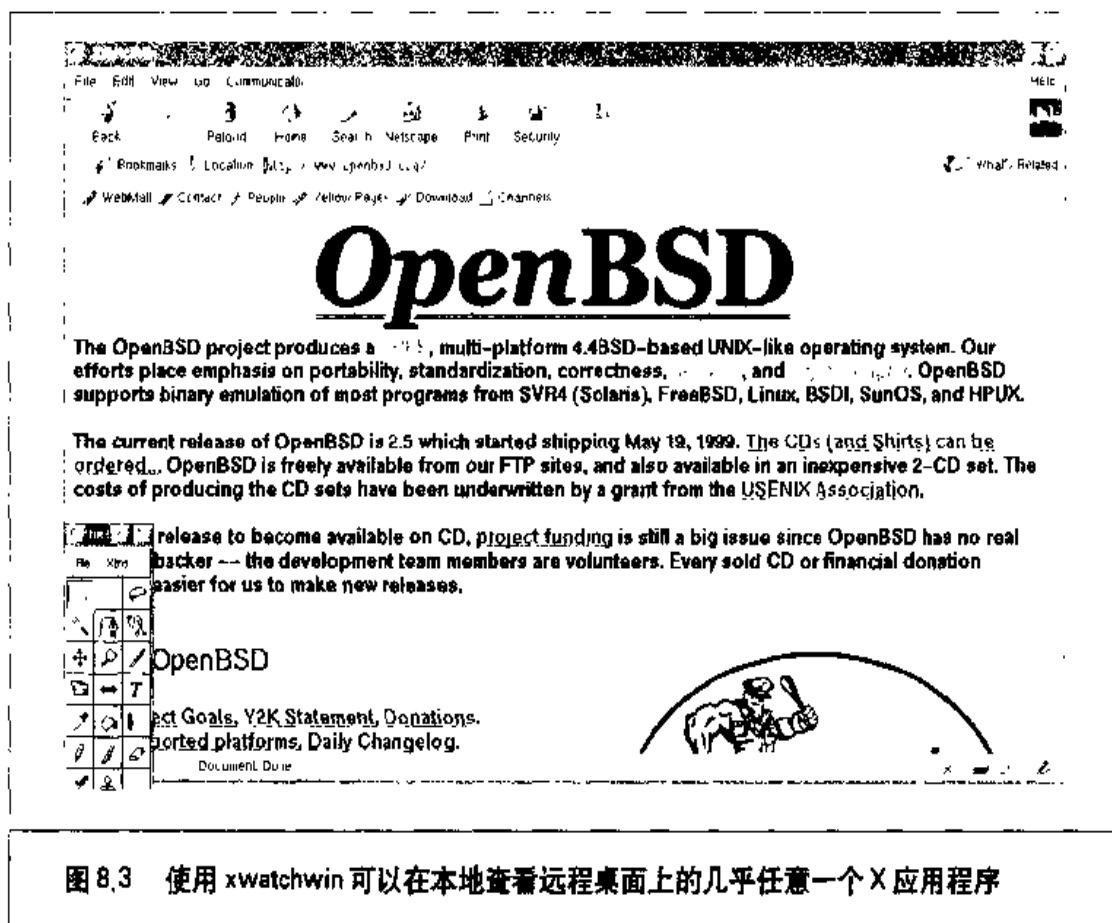 File Edit View Go Communicator
Help
Back Reload Home Search Netscape Print Security
Bookmarks Location www.openbsd.org/
What's Related
WebMail Contact People Yellow Pages Download Channels
OpenBSD
The OpenBSD project produces a , multi-platform 4.4BSD-based UNIX-like operating system. Our
efforts place emphasis on portability, standardization, correctness, , and . OpenBSD
supports binary emulation of most programs from SVR4 (Solaris), FreeBSD, Linux, BSDI, SunOS, and HPUX.
The current release of OpenBSD is 2.5 which started shipping May 19, 1999. The CDs (and Shirts) can be
ordered... OpenBSD is freely available from our FTP sites, and also available in an inexpensive 2-CD set. The
costs of producing the CD sets have been underwritten by a grant from the USENIX Association.
release to become available on CD, project funding is still a big issue since OpenBSD has no real
backer -- the development team members are volunteers. Every sold CD or financial donation
easier for us to make new releases.
File Xtns
OpenBSD
ect Goals, Y2K Statement, Donations.
orted platforms, Daily Changelog.
Document: Done
图 8.3 使用 xwatchwin 可以在本地查看远程桌面上的几乎任意一个 X 应用程序